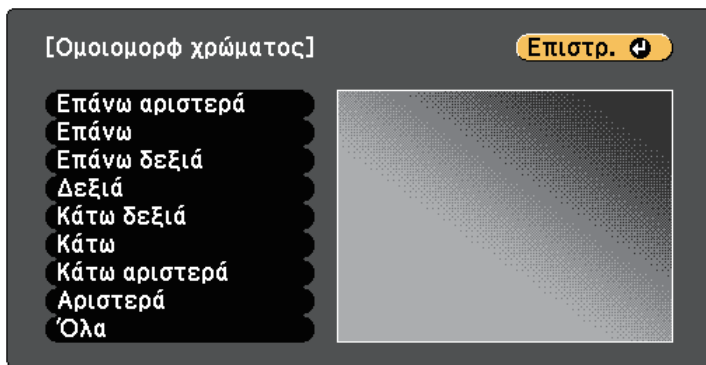 [Ομοιομορφ χρώματος]
Επιστρ.
Επάνω αριστερά
Επάνω
Επάνω δεξιά
Δεξιά
Κάτω δεξιά
Κάτω
Κάτω αριστερά
Αριστερά
Όλα